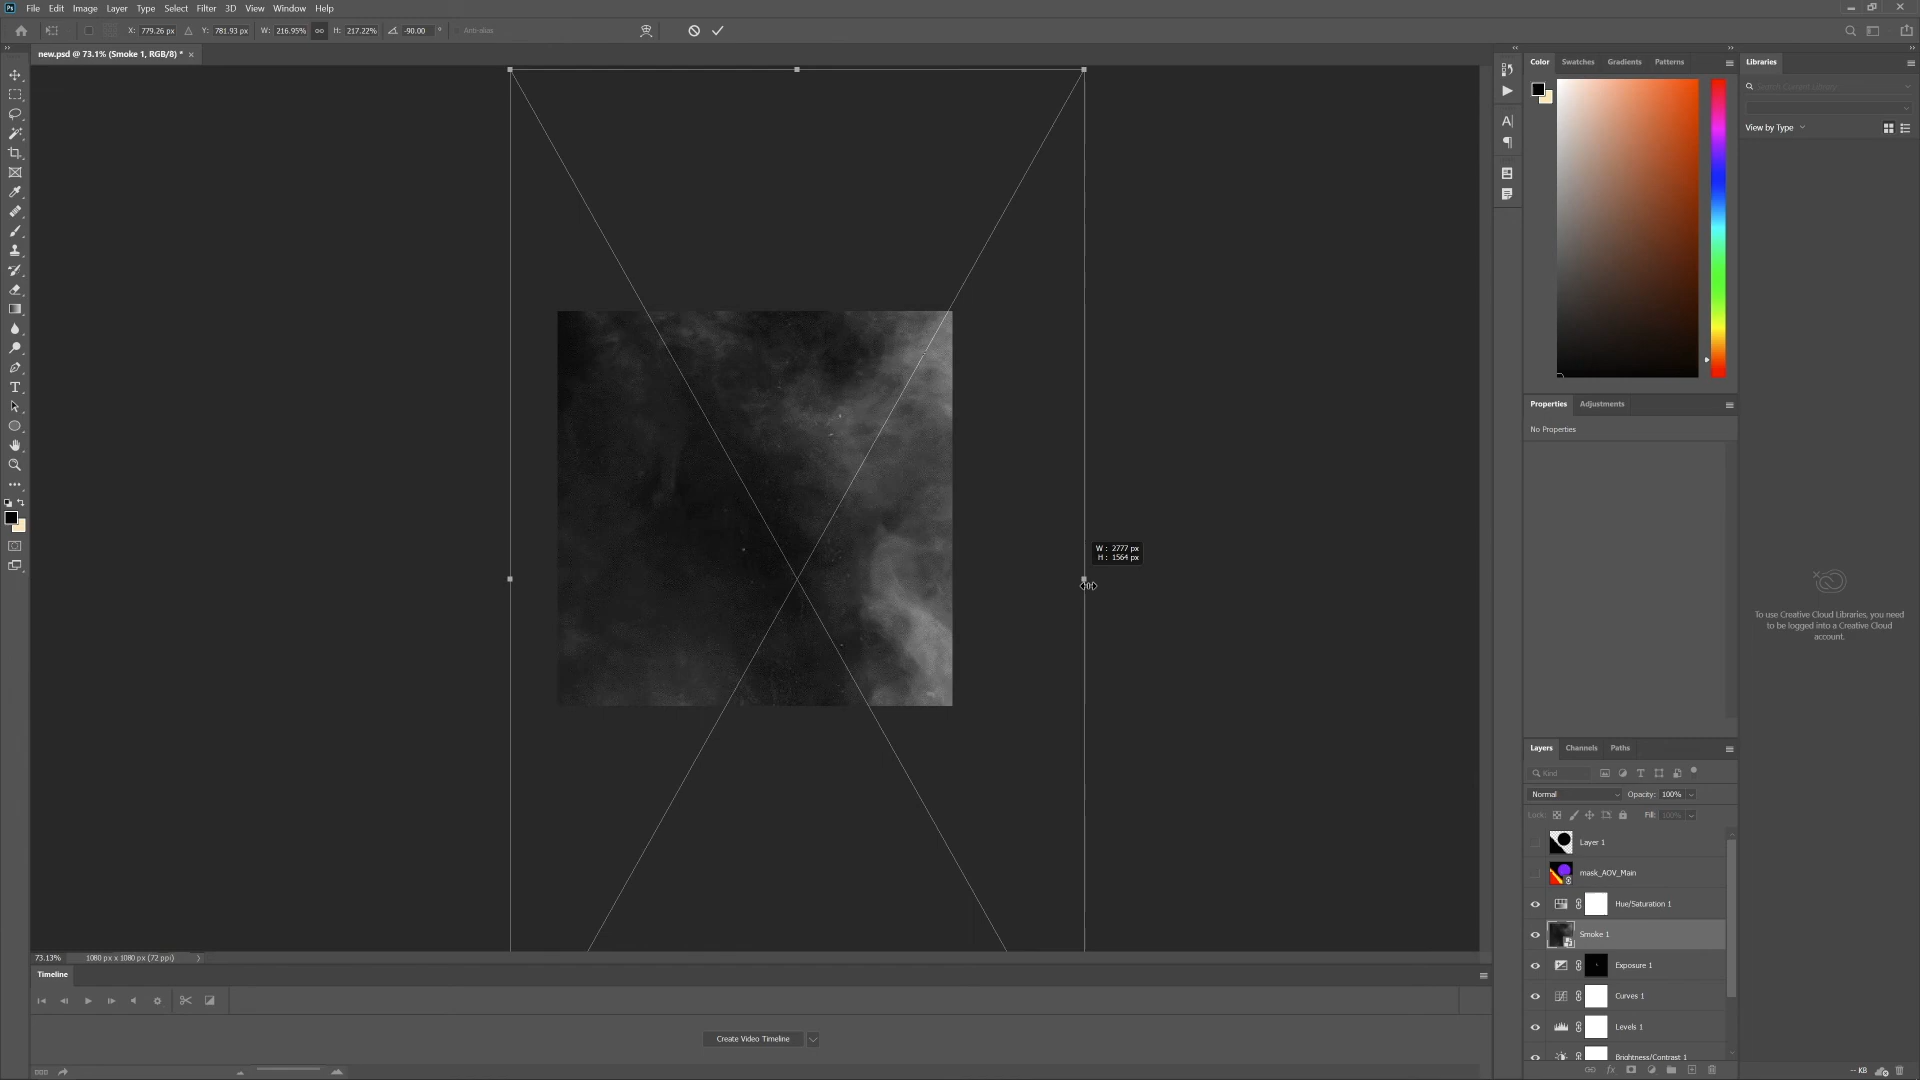 Ps File Edit Image Layer Type Select Filter 3D View Window Help
X: 779.26 px Y: 781.93 px W: 216.95% H: 217.22% -90.00 ° Anti-alias
new.psd @ 73.1% (Smoke 1, RGB/8) * ×
W : 2777 px
H : 1564 px
73.13% 1080 px x 1080 px (72 ppi)
Timeline
Create Video Timeline
Color Swatches Gradients Patterns
Properties Adjustments
No Properties
Layers Channels Paths
Kind
Normal Opacity: 100%
Lock: Fill: 100%
Layer 1
mask_AOV_Main
Hue/Saturation 1
Smoke 1
Exposure 1
Curves 1
Levels 1
Brightness/Contrast 1
Libraries
Search Current Library
View by Type
To use Creative Cloud Libraries, you need
to be logged into a Creative Cloud
account.
-- KB